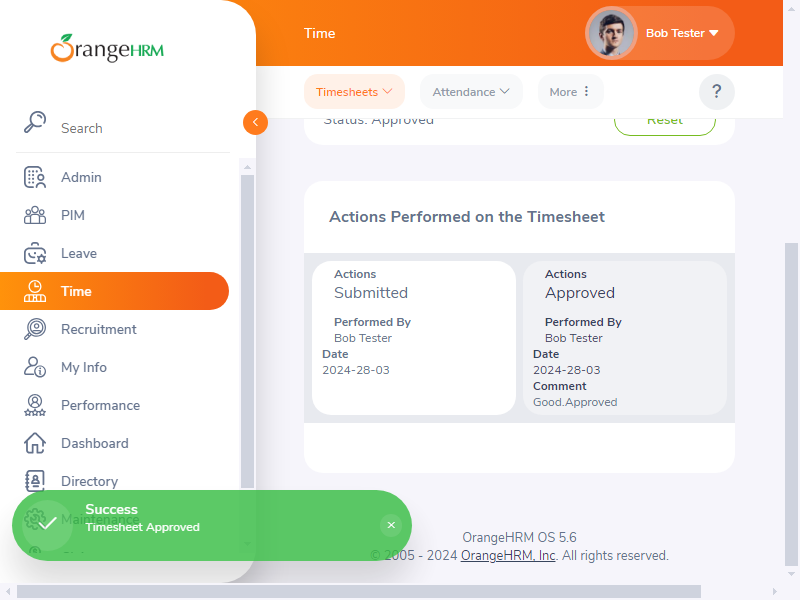 OrangeHRM
Time
Bob Tester
Timesheets
Attendance
More
?
Search
Admin
PIM
Leave
Time
Recruitment
My Info
Performance
Dashboard
Directory
Maintenance
Status: Approved
Reset
Actions Performed on the Timesheet
Actions
Submitted
Performed By
Bob Tester
Date
2024-28-03
Actions
Approved
Performed By
Bob Tester
Date
2024-28-03
Comment
Good.Approved
Success
Timesheet Approved
OrangeHRM OS 5.6
© 2005 - 2024 OrangeHRM, Inc. All rights reserved.